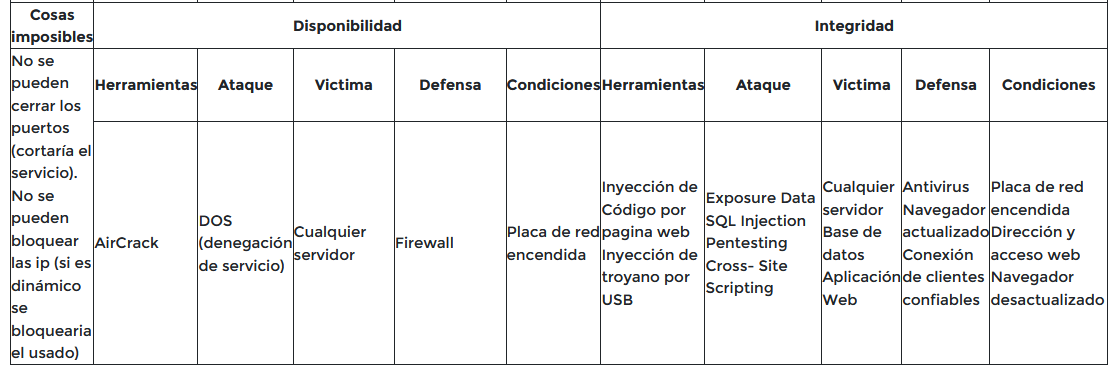 Cosas
imposibles
Disponibilidad
Integridad
No se
pueden
cerrar los
puertos
(cortaría el
servicio).
No se
pueden
bloquear
las ip (si es
dinámico
se
bloquearia
el usado)
Herramientas
Ataque
Victima
Defensa
Condiciones
Herramientas
Ataque
Victima
Defensa
Condiciones
AirCrack
DOS
(denegación
de servicio)
Cualquier
servidor
Firewall
Placa de red
encendida
Inyección de
Código por
pagina web
Inyección de
troyano por
USB
Exposure Data
SQL Injection
Pentesting
Cross- Site
Scripting
Cualquier
servidor
Base de
datos
Aplicación
Web
Antivirus
Navegador
actualizado
Conexión
de clientes
confiables
Placa de red
encendida
Dirección y
acceso web
Navegador
desactualizado